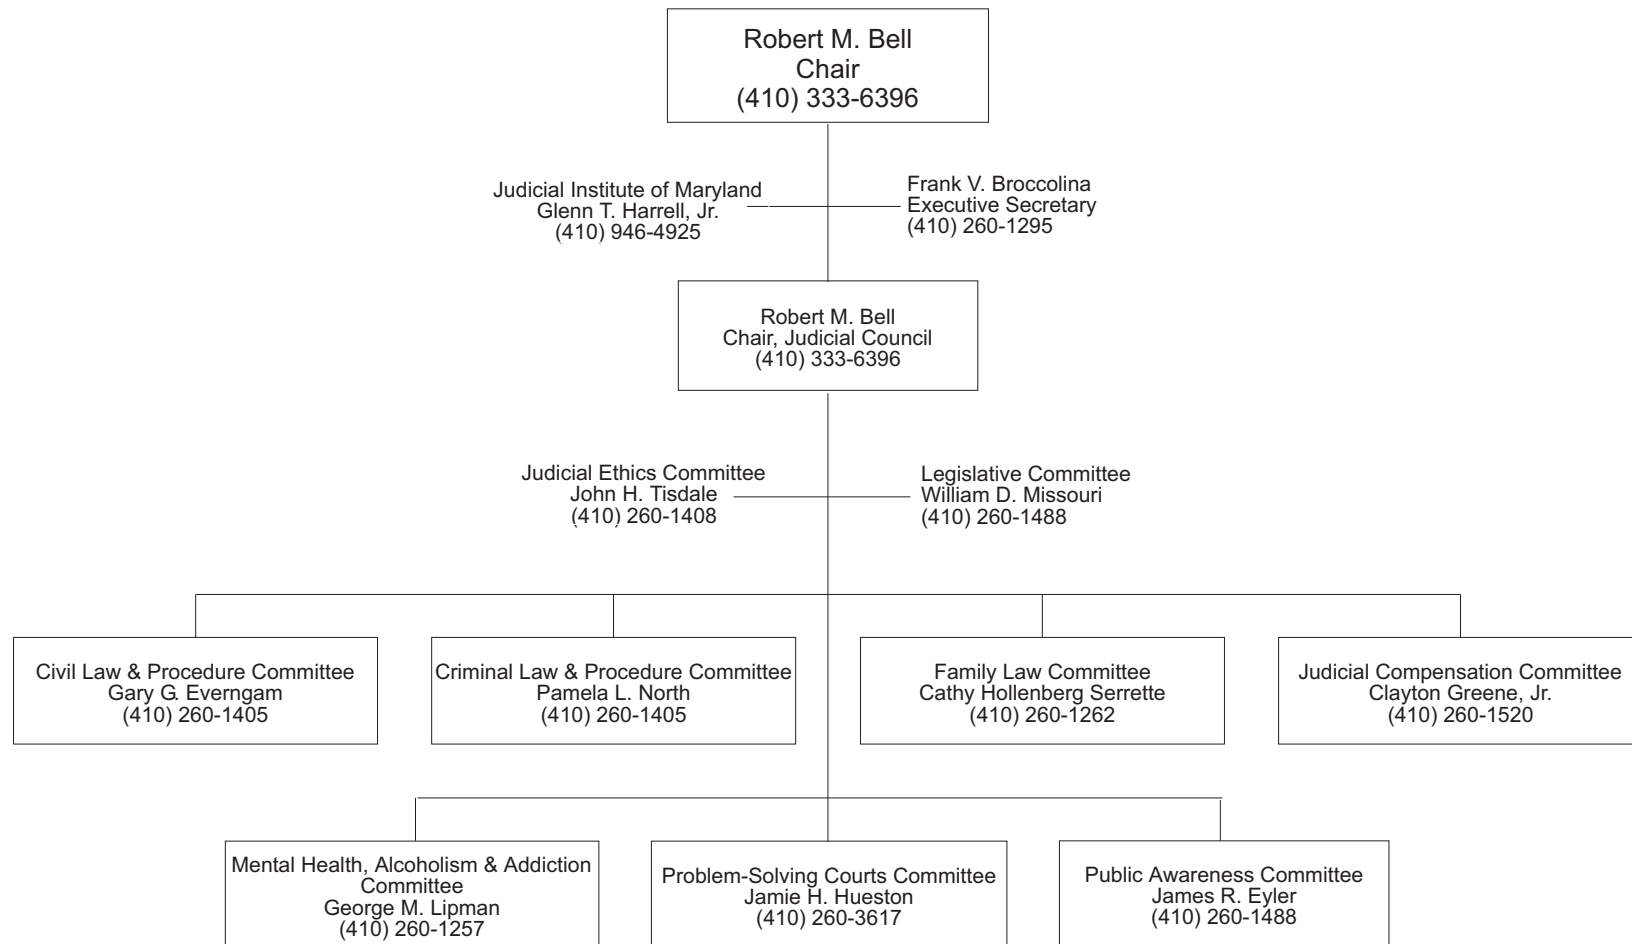 Robert M. Bell
Chair
(410) 333-6396
Judicial Institute of Maryland
Glenn T. Harrell, Jr.
(410) 946-4925
Frank V. Broccolina
Executive Secretary
(410) 260-1295
Robert M. Bell
Chair, Judicial Council
(410) 333-6396
Judicial Ethics Committee
John H. Tisdale
(410) 260-1408
Legislative Committee
William D. Missouri
(410) 260-1488
Civil Law & Procedure Committee
Gary G. Everngam
(410) 260-1405
Criminal Law & Procedure Committee
Pamela L. North
(410) 260-1405
Family Law Committee
Cathy Hollenberg Serrette
(410) 260-1262
Judicial Compensation Committee
Clayton Greene, Jr.
(410) 260-1520
Mental Health, Alcoholism & Addiction
Committee
George M. Lipman
(410) 260-1257
Problem-Solving Courts Committee
Jamie H. Hueston
(410) 260-3617
Public Awareness Committee
James R. Eyler
(410) 260-1488